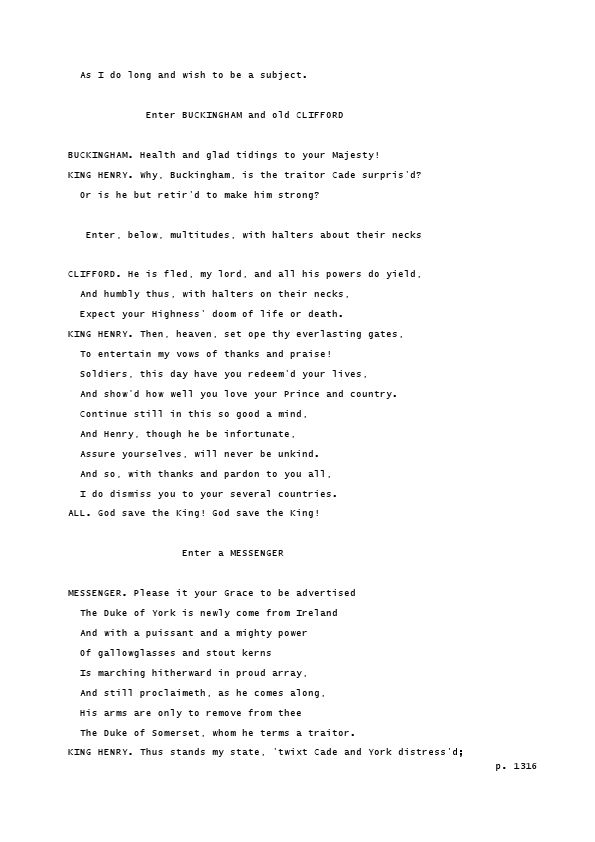 As I do long and wish to be a subject.
Enter BUCKINGHAM and old CLIFFORD
BUCKINGHAM. Health and glad tidings to your Majesty!
KING HENRY. Why, Buckingham, is the traitor Cade surpris'd?
Or is he but retir'd to make him strong?
Enter, below, multitudes, with halters about their necks
CLIFFORD. He is fled, my lord, and all his powers do yield,
And humbly thus, with halters on their necks,
Expect your Highness' doom of life or death.
KING HENRY. Then, heaven, set ope thy everlasting gates,
To entertain my vows of thanks and praise!
Soldiers, this day have you redeem'd your lives,
And show'd how well you love your Prince and country.
Continue still in this so good a mind,
And Henry, though he be infortunate,
Assure yourselves, will never be unkind.
And so, with thanks and pardon to you all,
I do dismiss you to your several countries.
ALL. God save the King! God save the King!
Enter a MESSENGER
MESSENGER. Please it your Grace to be advertised
The Duke of York is newly come from Ireland
And with a puissant and a mighty power
Of gallowglasses and stout kerns
Is marching hitherward in proud array,
And still proclaimeth, as he comes along,
His arms are only to remove from thee
The Duke of Somerset, whom he terms a traitor.
KING HENRY. Thus stands my state, 'twixt Cade and York distress'd;
p. 1316